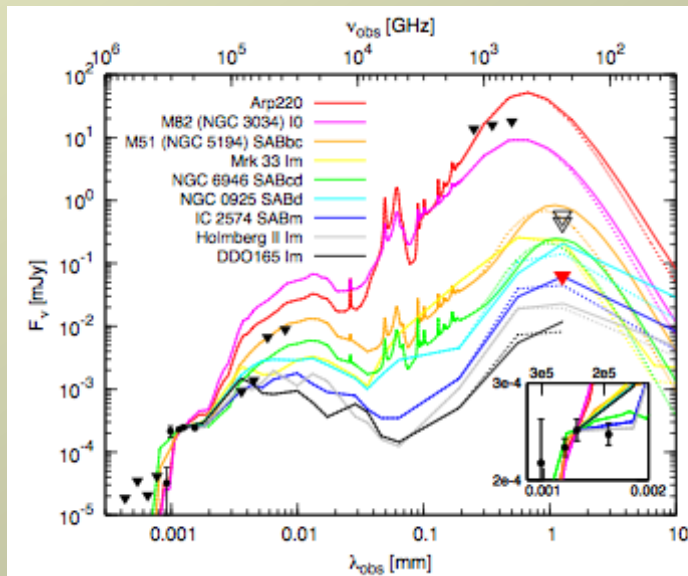 ν_obs [GHz]
10^6 10^5 10^4 10^3 10^2
10^2
10^1
10^0
10^-1
10^-2
10^-3
10^-4
10^-5
F_ν [mJy]
Arp220
M82 (NGC 3034) I0
M51 (NGC 5194) SABbc
Mrk 33 Im
NGC 6946 SABcd
NGC 0925 SABd
IC 2574 SABm
Holmberg II Im
DDO165 Im
3e5 2e5
3e-4
2e-4
0.001 0.002
0.001 0.01 0.1 1 10
λ_obs [mm]